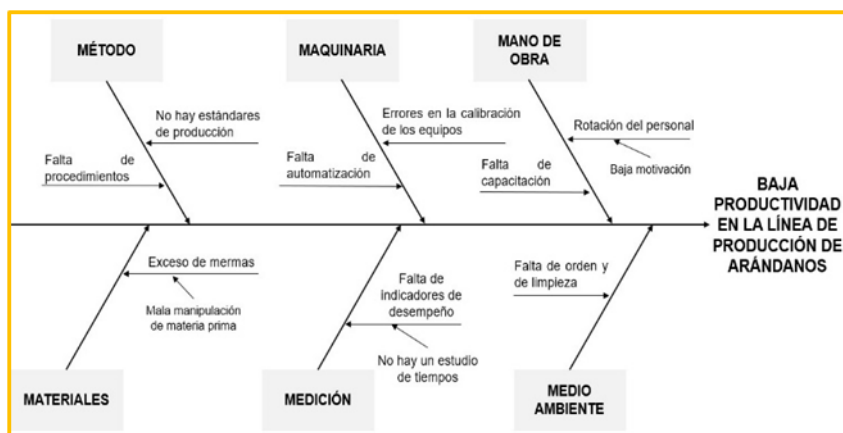 MÉTODO
MAQUINARIA
MANO DE
OBRA
No hay estándares
de producción
Falta de
procedimientos
Errores en la calibración
de los equipos
Falta de
automatización
Rotación del personal
Baja motivación
Falta de
capacitación
BAJA
PRODUCTIVIDAD
EN LA LÍNEA DE
PRODUCCIÓN DE
ARÁNDANOS
Exceso de mermas
Mala manipulación
de materia prima
Falta de
indicadores de
desempeño
No hay un estudio
de tiempos
Falta de orden y
de limpieza
MATERIALES
MEDICIÓN
MEDIO
AMBIENTE